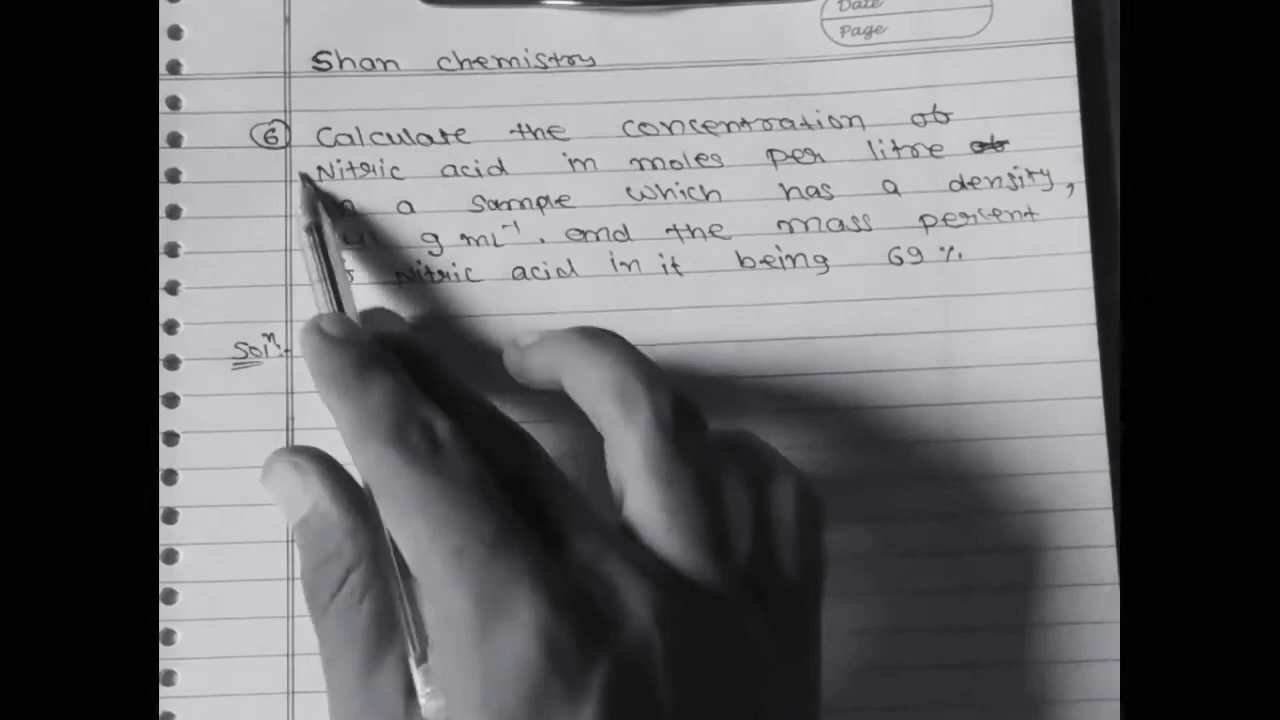 Date
Page
Shan chemistry
6 Calculate the concentration of
Nitric acid in moles per litre of
a sample which has a density,
g mL⁻¹. and the mass percent
Nitric acid in it being 69%.
Solⁿ:-